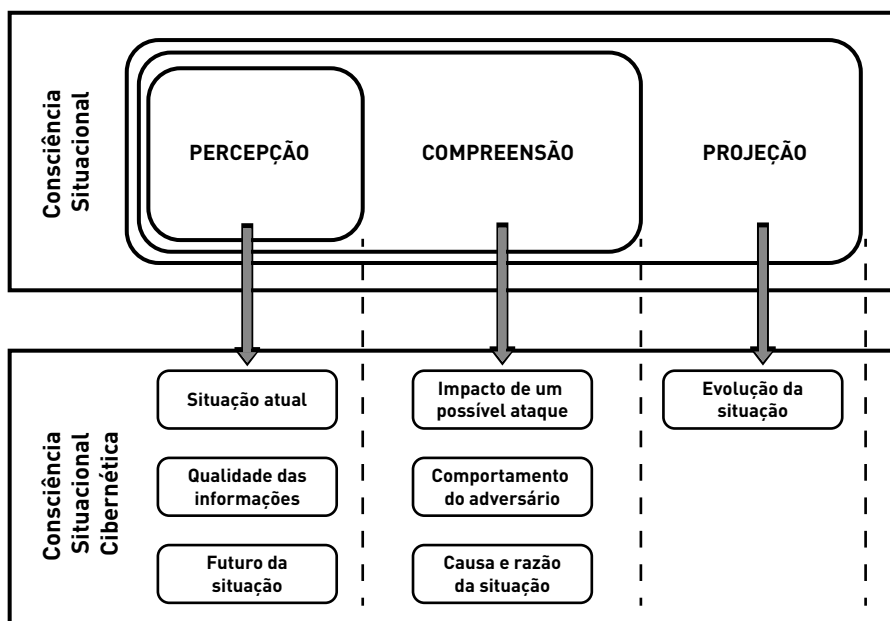 Consciência
Situacional
PERCEPÇÃO
COMPREENSÃO
PROJEÇÃO
Consciência
Situacional
Cibernética
Situação atual
Impacto de um
possível ataque
Evolução da
situação
Qualidade das
informações
Comportamento
do adversário
Futuro da
situação
Causa e razão
da situação